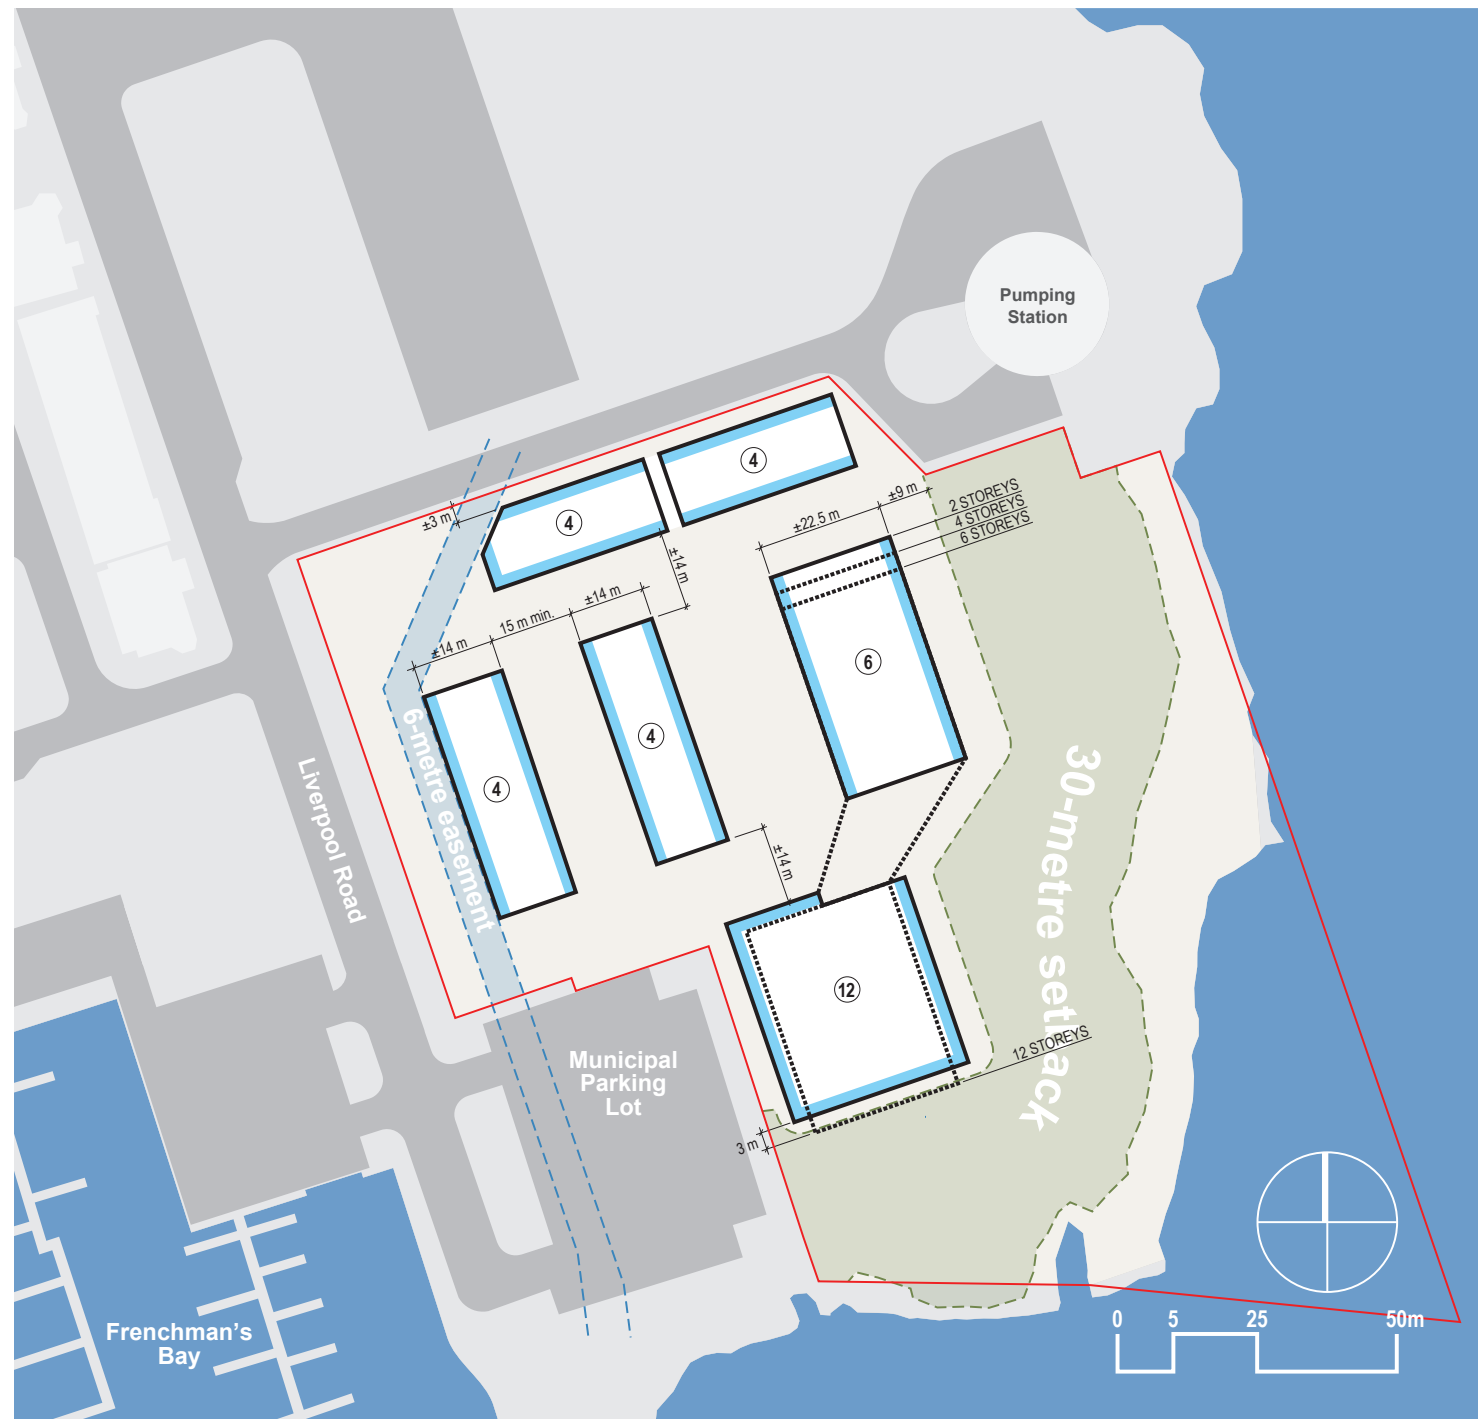 Pumping
Station
4
±9 m
2 STOREYS
4 STOREYS
6 STOREYS
±3 m
4
±22.5 m
±14 m
±14 m
15 m min.
±14 m
6
4
6-metre easement
4
Liverpool Road
30-metre setback
±14 m
12
12 STOREYS
Municipal
Parking
Lot
3 m
0 5 25 50m
Frenchman's
Bay